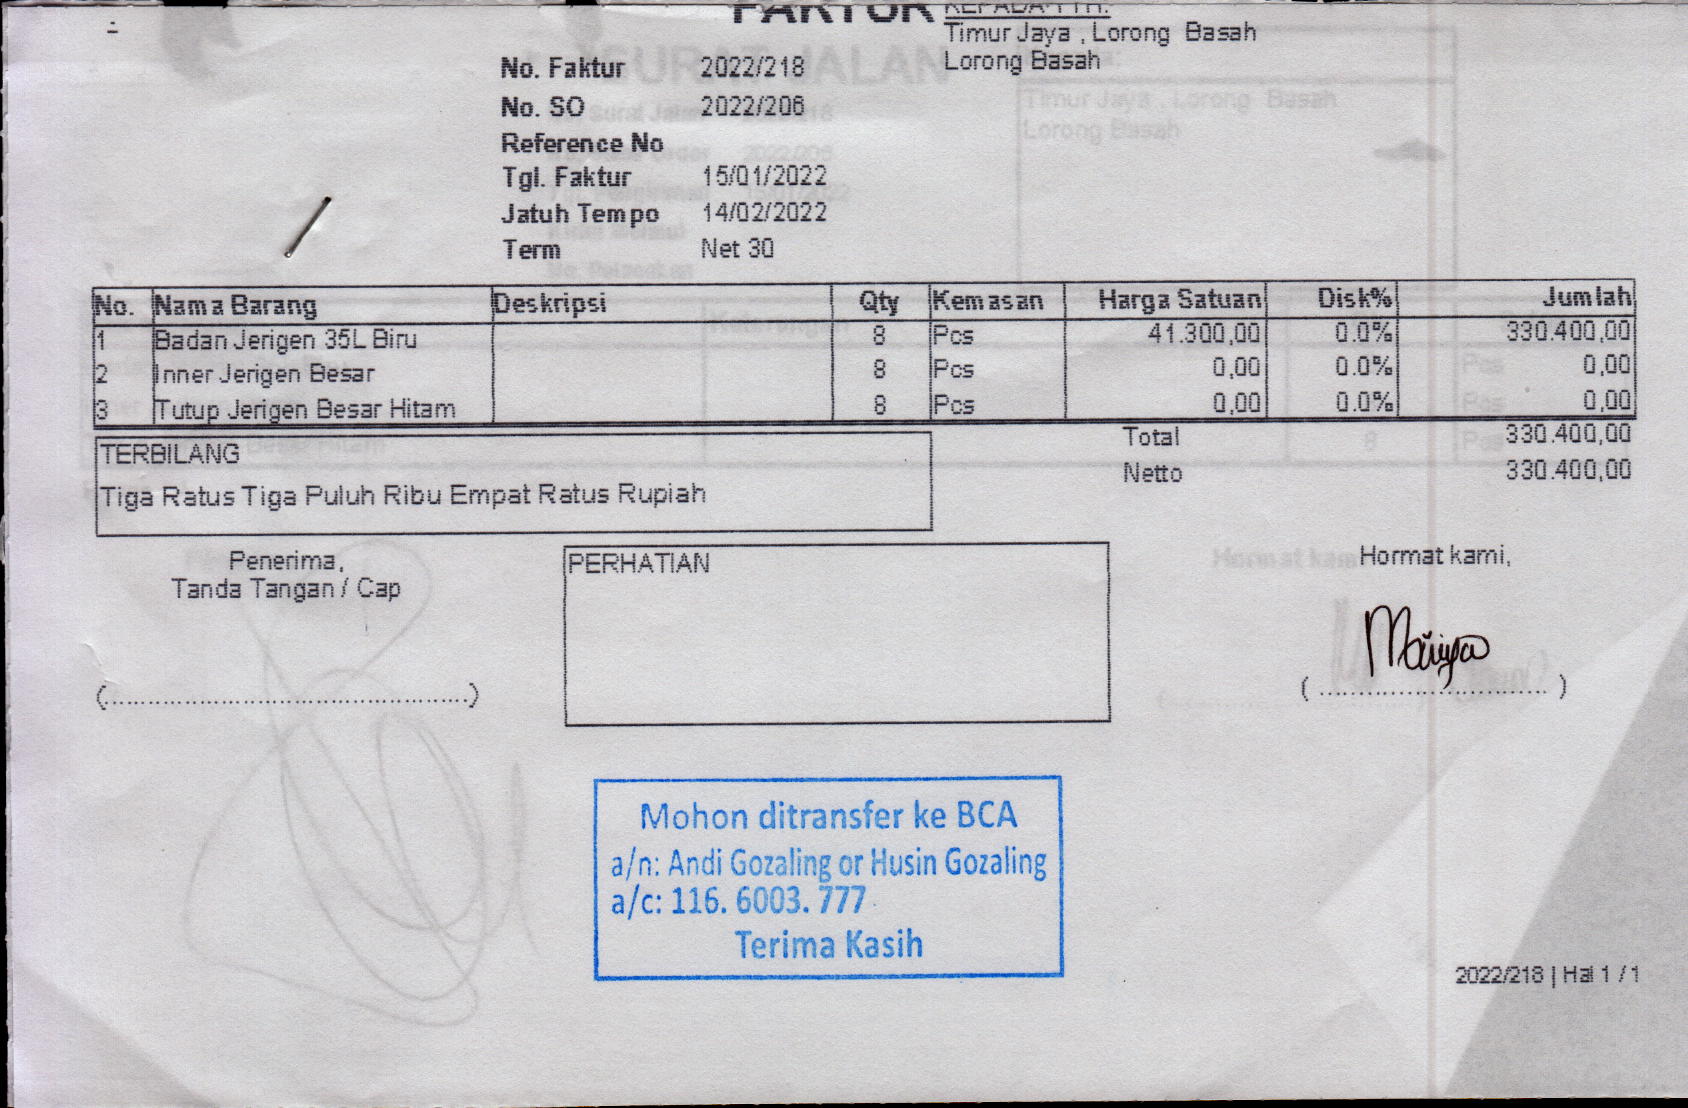 FAKTUR
KEPADA YTH:
Timur Jaya , Lorong Basah
Lorong Basah
No. Faktur 2022/218
No. SO 2022/206
Reference No
Tgl. Faktur 15/01/2022
Jatuh Tempo 14/02/2022
Term Net 30
No. Nama Barang Deskripsi Qty Kemasan Harga Satuan Disk% Jumlah
1 Badan Jerigen 35L Biru 8 Pcs 41.300,00 0.0% 330.400,00
2 Inner Jerigen Besar 8 Pcs 0,00 0.0% 0,00
3 Tutup Jerigen Besar Hitam 8 Pcs 0,00 0.0% 0,00
Total 330.400,00
Netto 330.400,00
TERBILANG
Tiga Ratus Tiga Puluh Ribu Empat Ratus Rupiah
Penerima,
Tanda Tangan / Cap
PERHATIAN
Hormat kami,
Mohon ditransfer ke BCA
a/n: Andi Gozaling or Husin Gozaling
a/c: 116. 6003. 777
Terima Kasih
2022/218 | Hal 1 / 1